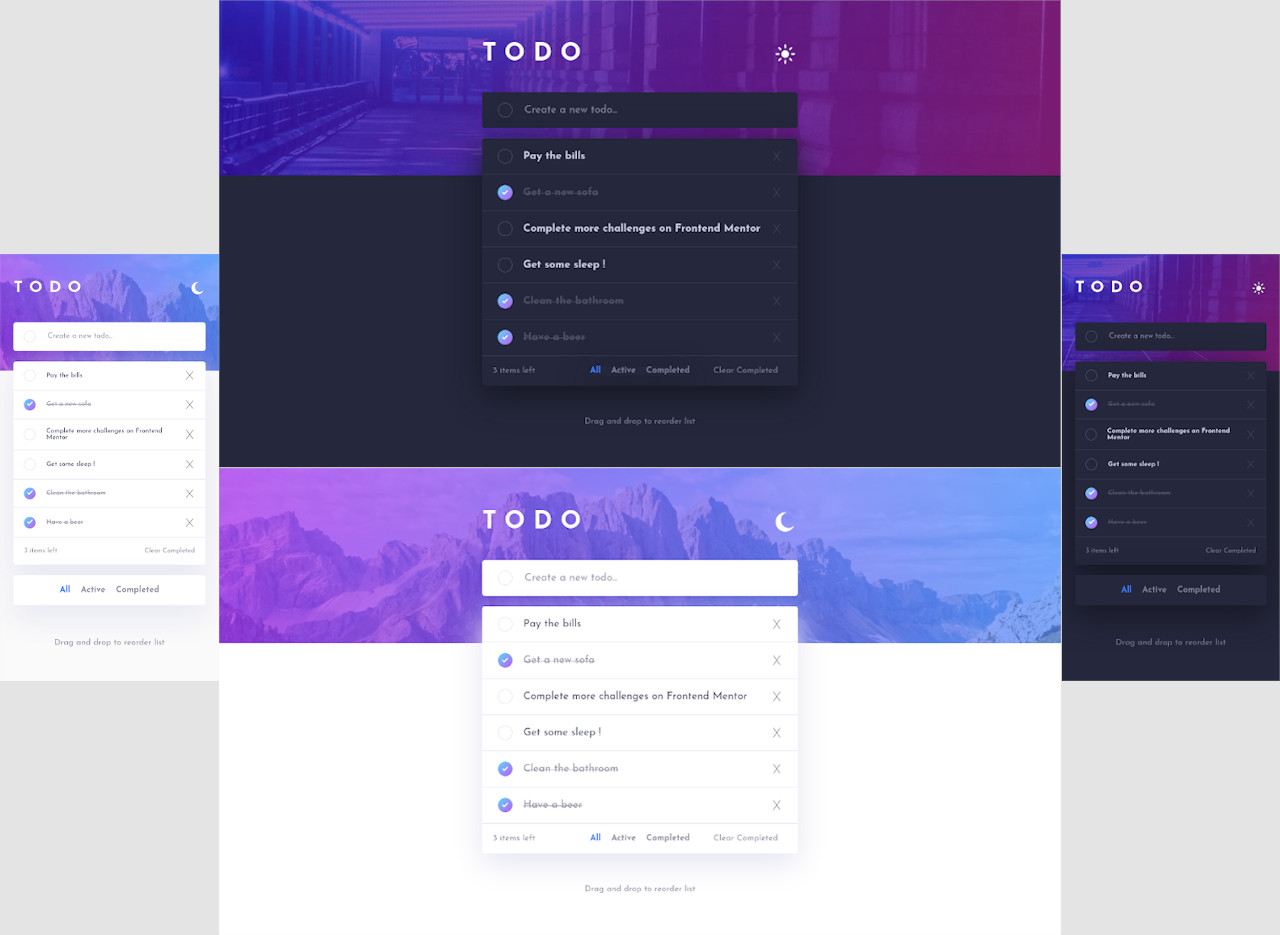 TODO
Create a new todo...
Pay the bills
X
Get a new sofa
X
Complete more challenges on Frontend Mentor
X
Get some sleep !
X
Clean the bathroom
X
Have a beer
X
3 items left All Active Completed Clear Completed
Drag and drop to reorder list
TODO
Create a new todo...
Pay the bills
X
Get a new sofa
X
Complete more challenges on Frontend
Mentor
X
Get some sleep !
X
Clean the bathroom
X
Have a beer
X
3 items left Clear Completed
All Active Completed
Drag and drop to reorder list
TODO
Create a new todo...
Pay the bills
X
Get a new sofa
X
Complete more challenges on Frontend
Mentor
X
Get some sleep !
X
Clean the bathroom
X
Have a beer
X
3 items left Clear Completed
All Active Completed
Drag and drop to reorder list
TODO
Create a new todo...
Pay the bills
X
Get a new sofa
X
Complete more challenges on Frontend Mentor
X
Get some sleep !
X
Clean the bathroom
X
Have a beer
X
3 items left All Active Completed Clear Completed
Drag and drop to reorder list